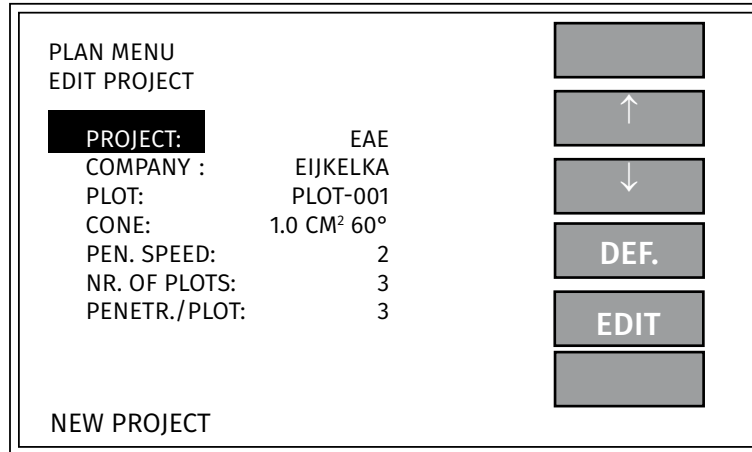 PLAN MENU
EDIT PROJECT
PROJECT: EAE
COMPANY : EIJKELKA
PLOT: PLOT-001
CONE: 1.0 CM² 60°
PEN. SPEED: 2
NR. OF PLOTS: 3
PENETR./PLOT: 3
NEW PROJECT
↑
↓
DEF.
EDIT